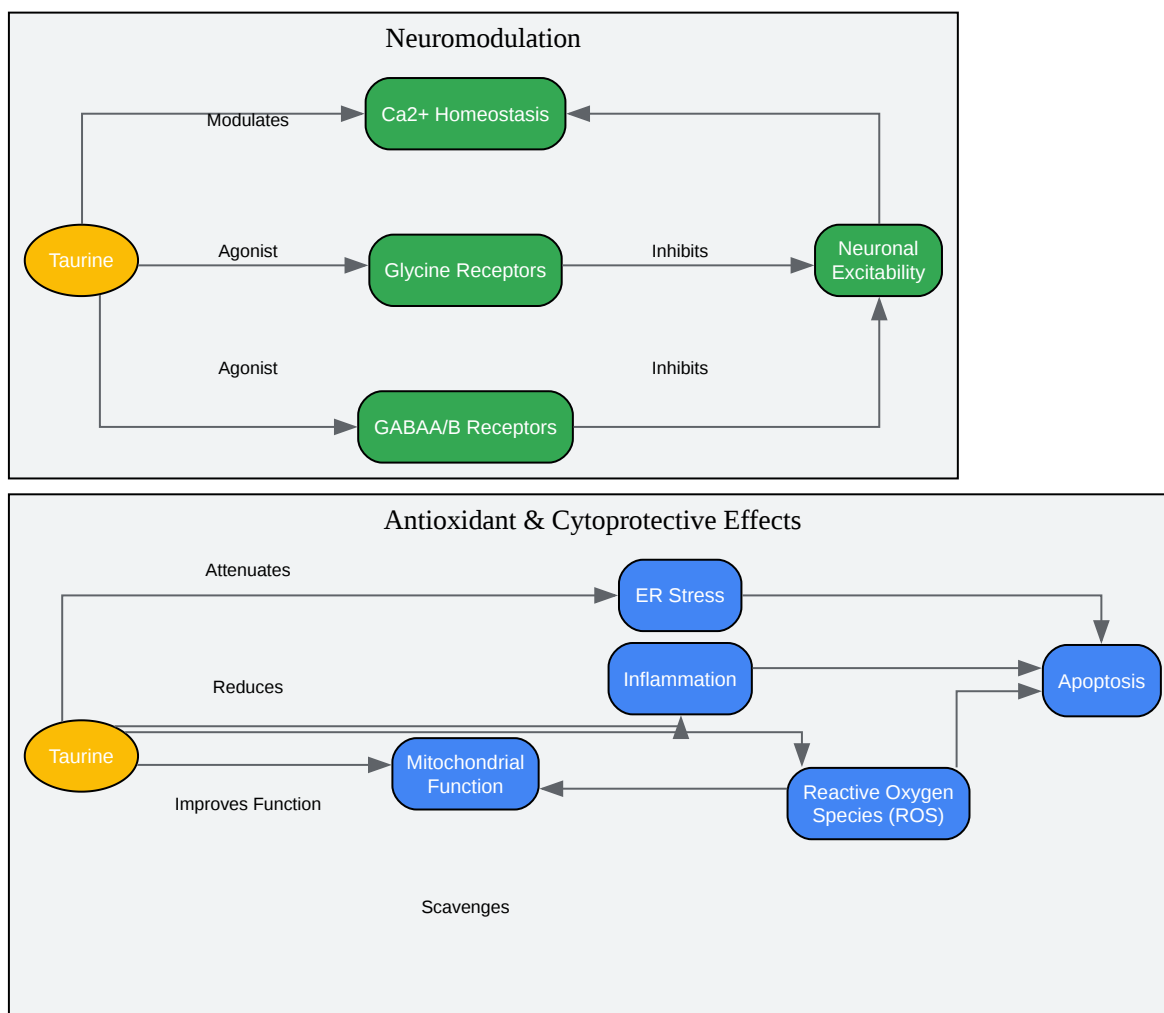 Neuromodulation
Modulates
Ca2+ Homeostasis
Taurine
Agonist
Glycine Receptors
Inhibits
Neuronal
Excitability
Agonist
Inhibits
GABAA/B Receptors
Antioxidant & Cytoprotective Effects
Attenuates
ER Stress
Reduces
Inflammation
Apoptosis
Taurine
Mitochondrial
Function
Reactive Oxygen
Species (ROS)
Improves Function
Scavenges